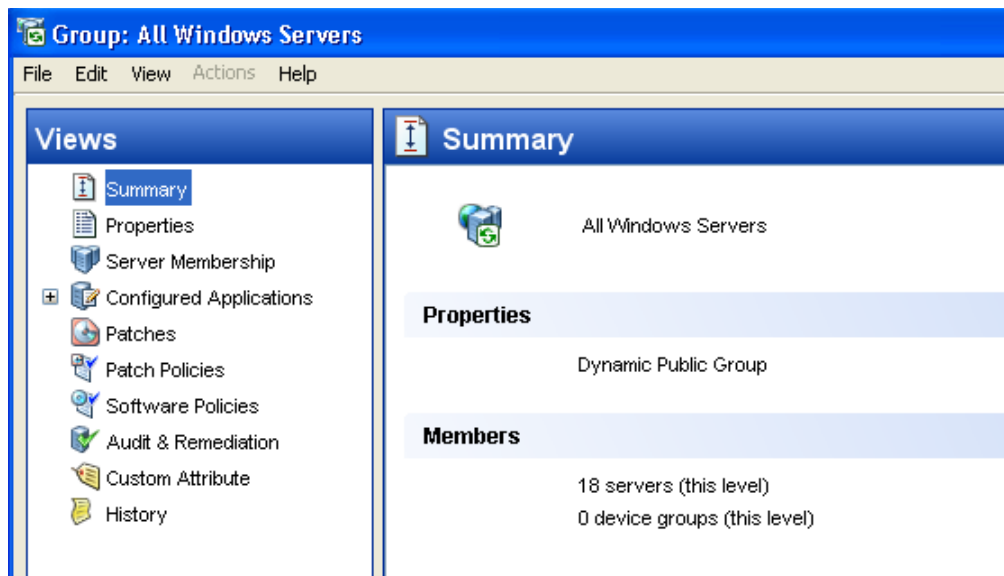 Group: All Windows Servers
File Edit View Actions Help
Views
Summary
Properties
Server Membership
Configured Applications
Patches
Patch Policies
Software Policies
Audit & Remediation
Custom Attribute
History
Summary
All Windows Servers
Properties
Dynamic Public Group
Members
18 servers (this level)
0 device groups (this level)